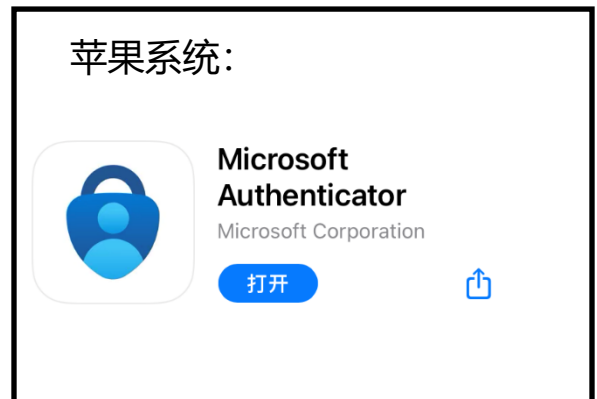 苹果系统：
Microsoft
Authenticator
Microsoft Corporation
打开